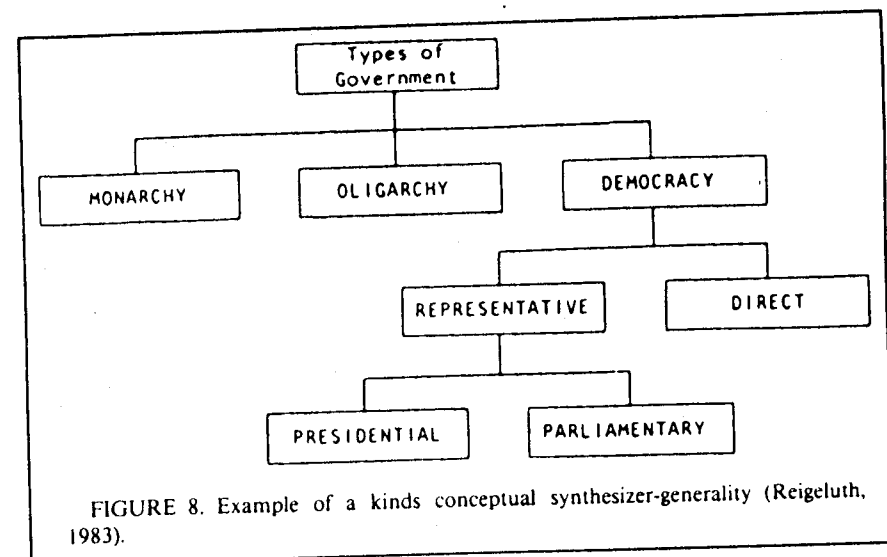 Types of
Government
MONARCHY
OLIGARCHY
DEMOCRACY
REPRESENTATIVE
DIRECT
PRESIDENTIAL
PARLIAMENTARY
FIGURE 8. Example of a kinds conceptual synthesizer-generality (Reigeluth,
1983).